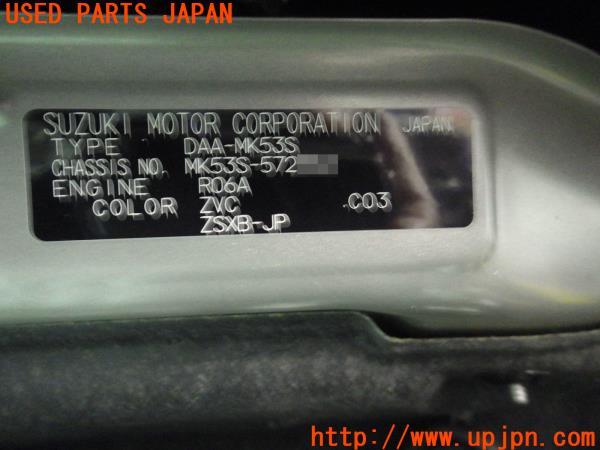 USED PARTS JAPAN
SUZUKI MOTOR CORPORATION JAPAN
TYPE DAA-MK53S
CHASSIS NO. MK53S-572
ENGINE R06A
COLOR ZVC C03
ZSXB-JP
http://www.upjpn.com